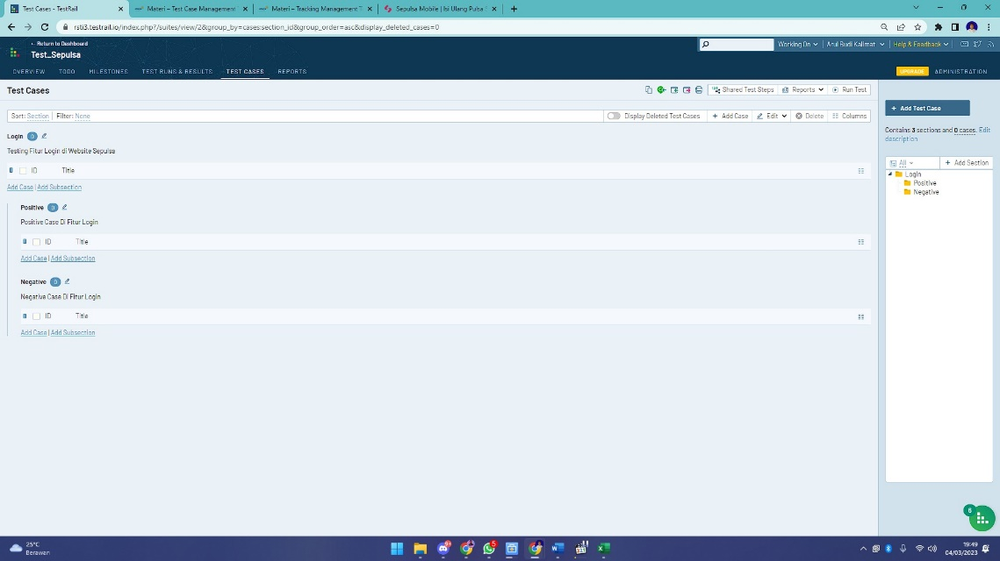 Test Cases - TestRail
Materi – Test Case Management
Materi – Tracking Management T
Sepulsa Mobile | Isi Ulang Pulsa
rsti3.testrail.io/index.php?/suites/view/2&group_by=cases:section_id&group_order=asc&display_deleted_cases=0
← Return to Dashboard
Test_Sepulsa
Working On
Arul Budi Kalimat
Help & Feedback
OVERVIEW TODO MILESTONES TEST RUNS & RESULTS TEST CASES REPORTS
UPGRADE ADMINISTRATION
Test Cases
Shared Test Steps Reports Run Test
Sort: Section Filter: None
Display Deleted Test Cases + Add Case Edit Delete Columns
Login 0
Testing Fitur Login di Website Sepulsa
ID Title
Add Case | Add Subsection
Positive 0
Positive Case Di Fitur Login
ID Title
Add Case | Add Subsection
Negative 0
Negative Case Di Fitur Login
ID Title
Add Case | Add Subsection
+ Add Test Case
Contains 3 sections and 0 cases. Edit
description
All + Add Section
Login
Positive
Negative
6
25°C
Berawan
9+
5
19:49
04/03/2023